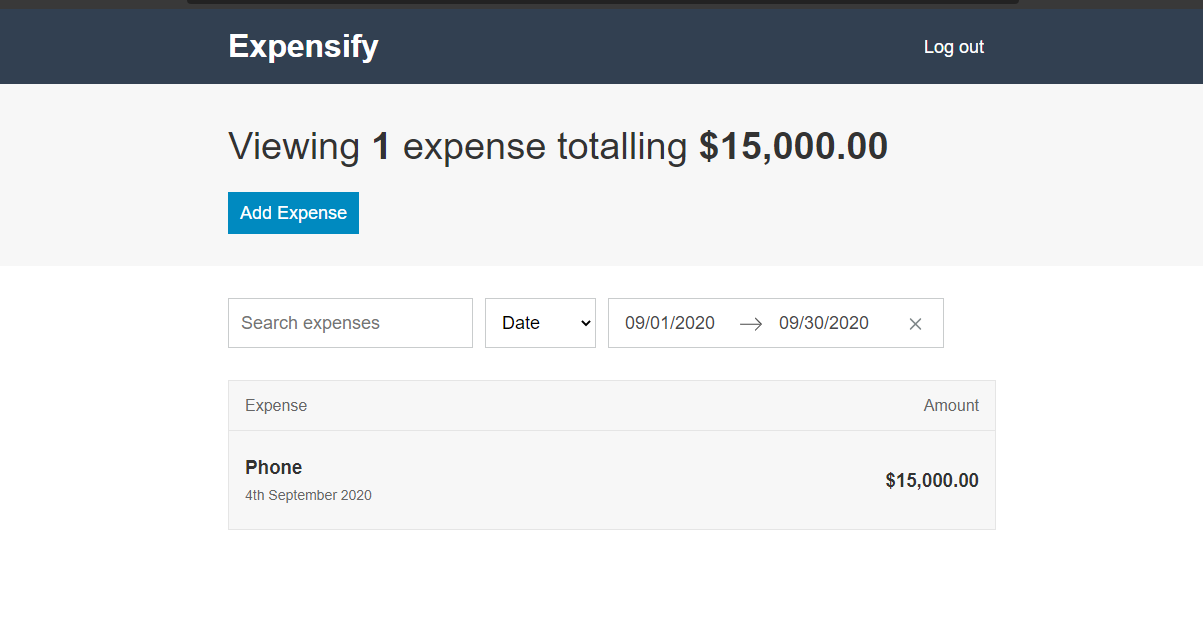 Expensify
Log out
Viewing 1 expense totalling $15,000.00
Add Expense
Search expenses
Date
09/01/2020
09/30/2020
Expense
Amount
Phone
4th September 2020
$15,000.00